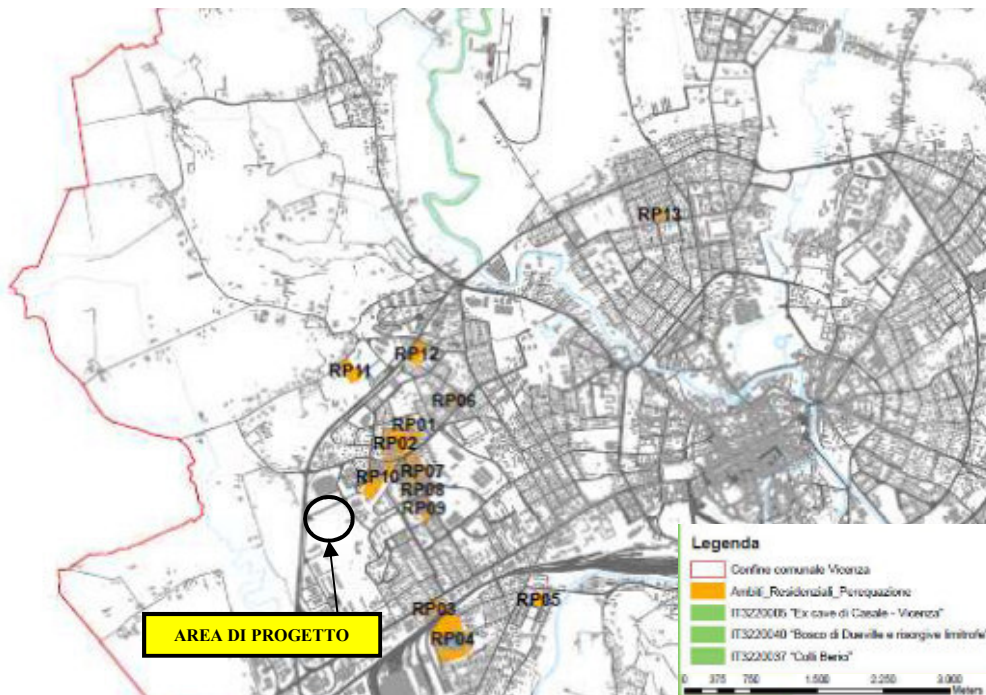 RP13
RP12
RP11
RP06
RP01
RP02
RP07
RP10
RP08
RP09
RP03
RP05
RP04
AREA DI PROGETTO
Legenda
Confine comunale Vicenza
Ambiti_Residenziali_Perequazione
IT3220005 "Ex cave di Casale - Vicenza"
IT3220040 "Bosco di Dueville e risorgive limitrofe"
IT3220037 "Colli Berici"
0 375 750 1.500 2.250 3.000
Meters